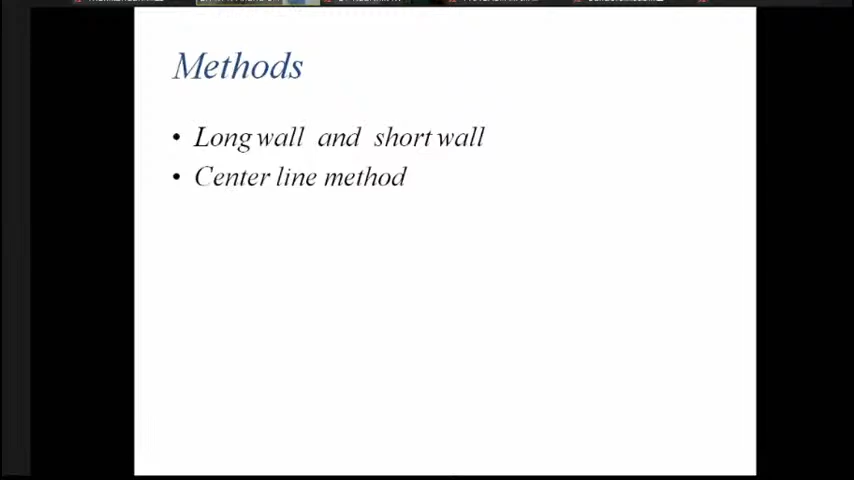 Methods
• Long wall and short wall
• Center line method